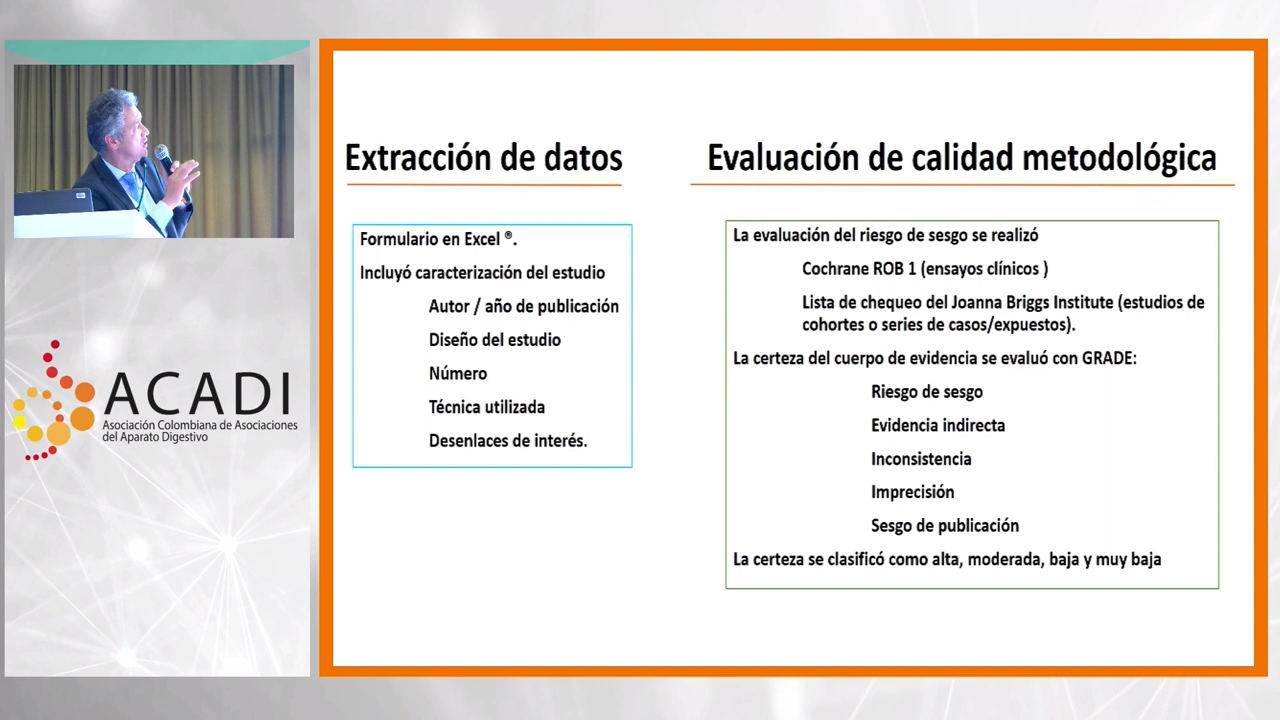 ACADI
Asociación Colombiana de Asociaciones
del Aparato Digestivo
Extracción de datos
Formulario en Excel ®.
Incluyó caracterización del estudio
Autor / año de publicación
Diseño del estudio
Número
Técnica utilizada
Desenlaces de interés.
Evaluación de calidad metodológica
La evaluación del riesgo de sesgo se realizó
Cochrane ROB 1 (ensayos clínicos )
Lista de chequeo del Joanna Briggs Institute (estudios de
cohortes o series de casos/expuestos).
La certeza del cuerpo de evidencia se evaluó con GRADE:
Riesgo de sesgo
Evidencia indirecta
Inconsistencia
Imprecisión
Sesgo de publicación
La certeza se clasificó como alta, moderada, baja y muy baja